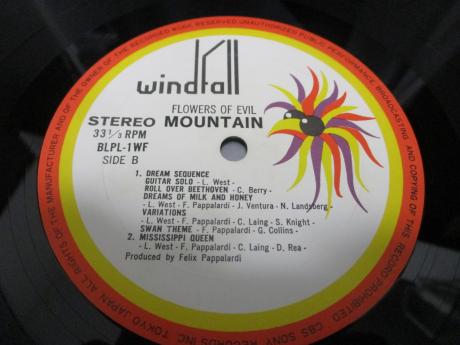 windfall
FLOWERS OF EVIL
STEREO MOUNTAIN
33 1/3 RPM
BLPL-1WF
SIDE B
1. DREAM SEQUENCE
GUITAR SOLO - L. West -
ROLL OVER BEETHOVEN - C. Berry -
DREAMS OF MILK AND HONEY
- L. West - F. Pappalardi - J. Ventura - N. Landsberg -
VARIATIONS
- L. West - F. Pappalardi - C. Laing - S. Knight -
SWAN THEME - F. Pappalardi - G. Collins -
2. MISSISSIPPI QUEEN
- L. West - F. Pappalardi - C. Laing - D. Rea -
Produced by Felix Pappalardi
ALL RIGHTS OF THE MANUFACTURER AND OF THE OWNER OF THE RECORD RESERVED UNAUTHORIZED PUBLIC PERFORMANCE, BROADCASTING AND COPYING OF THIS RECORD PROHIBITED CBS SONY RECORDS INC. TOKYO JAPAN